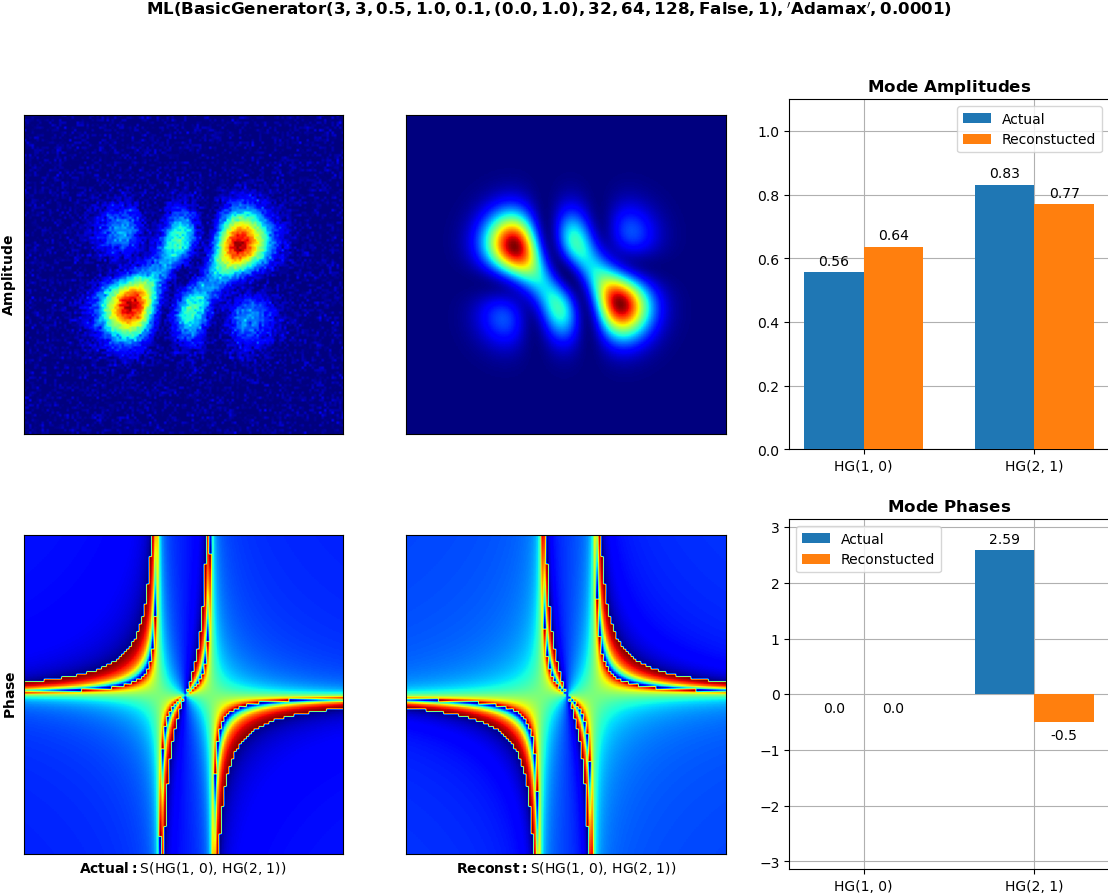 ML(BasicGenerator(3, 3, 0.5, 1.0, 0.1, (0.0, 1.0), 32, 64, 128, False, 1), ′Adamax′, 0.0001)
Amplitude
Mode Amplitudes
Actual
Reconstucted
1.0
0.8
0.6
0.4
0.2
0.0
0.56
0.64
0.83
0.77
HG(1, 0)
HG(2, 1)
Phase
Actual: S(HG(1, 0), HG(2, 1))
Reconst: S(HG(1, 0), HG(2, 1))
Mode Phases
Actual
Reconstucted
3
2
1
0
−1
−2
−3
0.0
0.0
2.59
-0.5
HG(1, 0)
HG(2, 1)